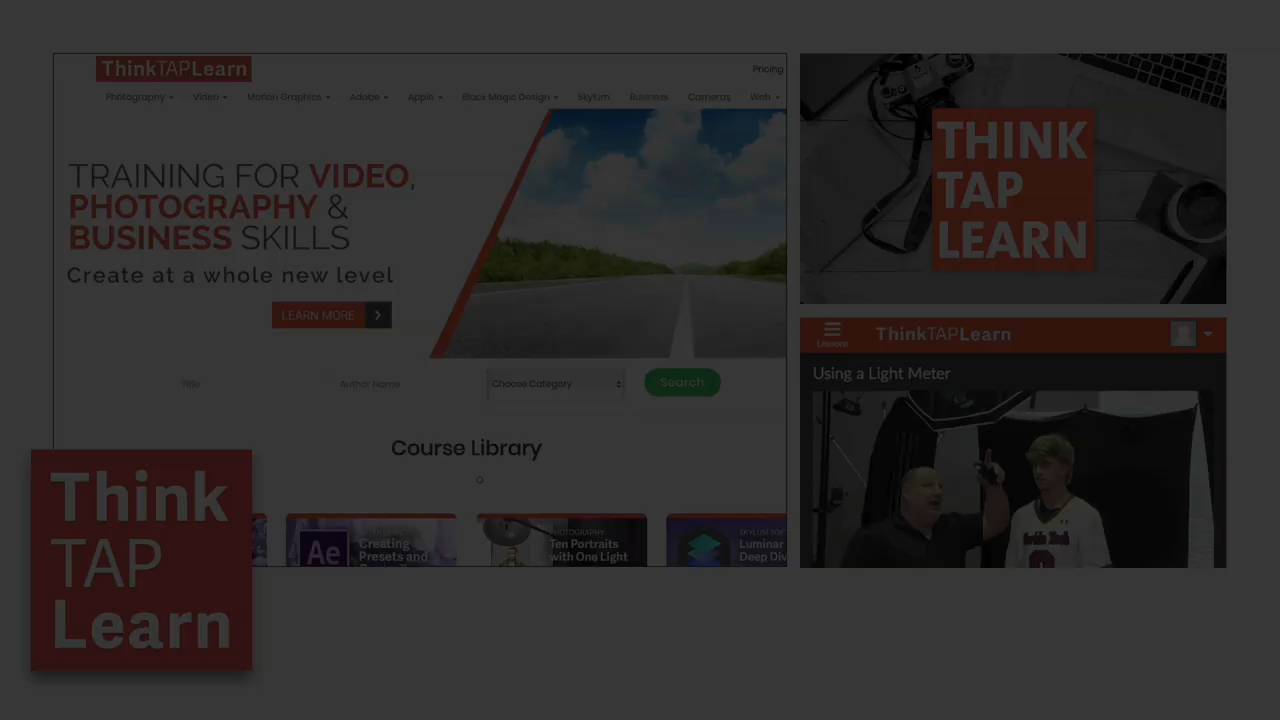 ThinkTAPLearn
Pricing
Photography Video Motion Graphics Adobe Apple Black Magic Design Skylum Business Cameras Web
TRAINING FOR VIDEO,
PHOTOGRAPHY &
BUSINESS SKILLS
Create at a whole new level
LEARN MORE
Title Author Name Choose Category Search
Course Library
Ae
Creating
Presets and
PHOTOGRAPHY
Ten Portraits
with One Light
Luminar
Deep Div
THINK
TAP
LEARN
Lessons
ThinkTAPLearn
Using a Light Meter
Think
TAP
Learn